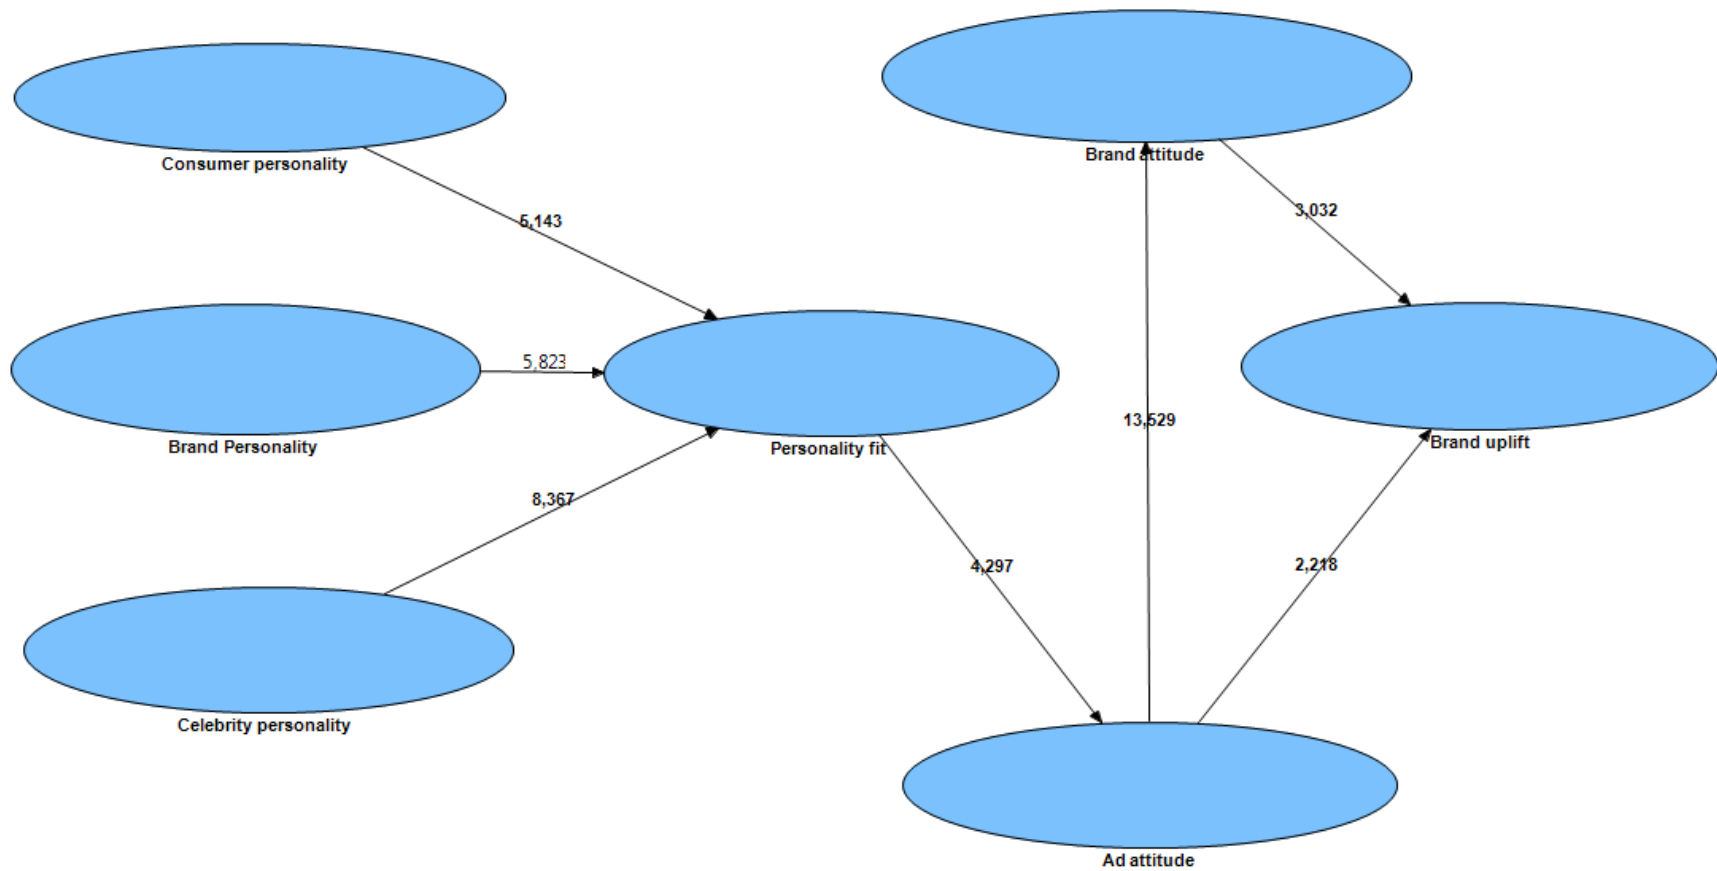 Consumer personality
Brand attitude
5,143
3,032
Brand Personality
5,823
Personality fit
13,529
Brand uplift
8,367
4,297
2,218
Celebrity personality
Ad attitude